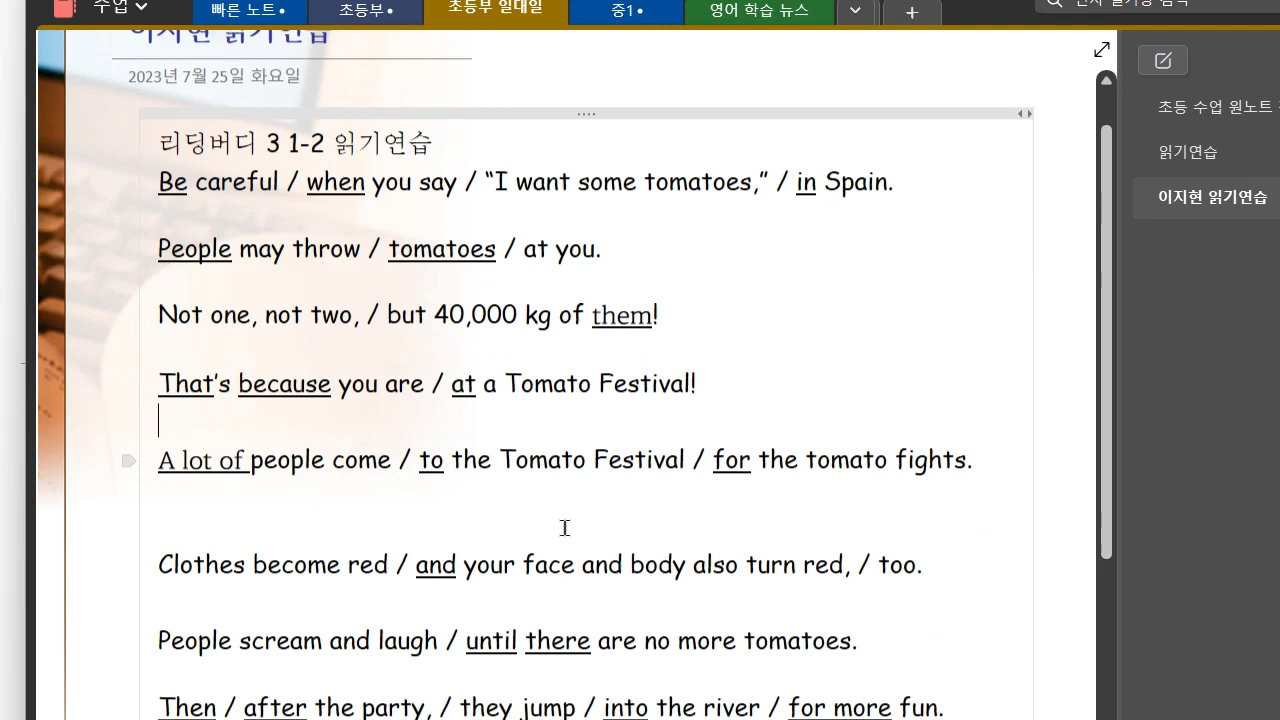 수업
빠른 노트
초등부
초등부 일대일
중1
영어 학습 뉴스
이지현 읽기연습
2023년 7월 25일 화요일
리딩버디 3 1-2 읽기연습
Be careful / when you say / “I want some tomatoes,” / in Spain.
People may throw / tomatoes / at you.
Not one, not two, / but 40,000 kg of them!
That’s because you are / at a Tomato Festival!
A lot of people come / to the Tomato Festival / for the tomato fights.
Clothes become red / and your face and body also turn red, / too.
People scream and laugh / until there are no more tomatoes.
Then / after the party, / they jump / into the river / for more fun.
초등 수업 원노트
읽기연습
이지현 읽기연습